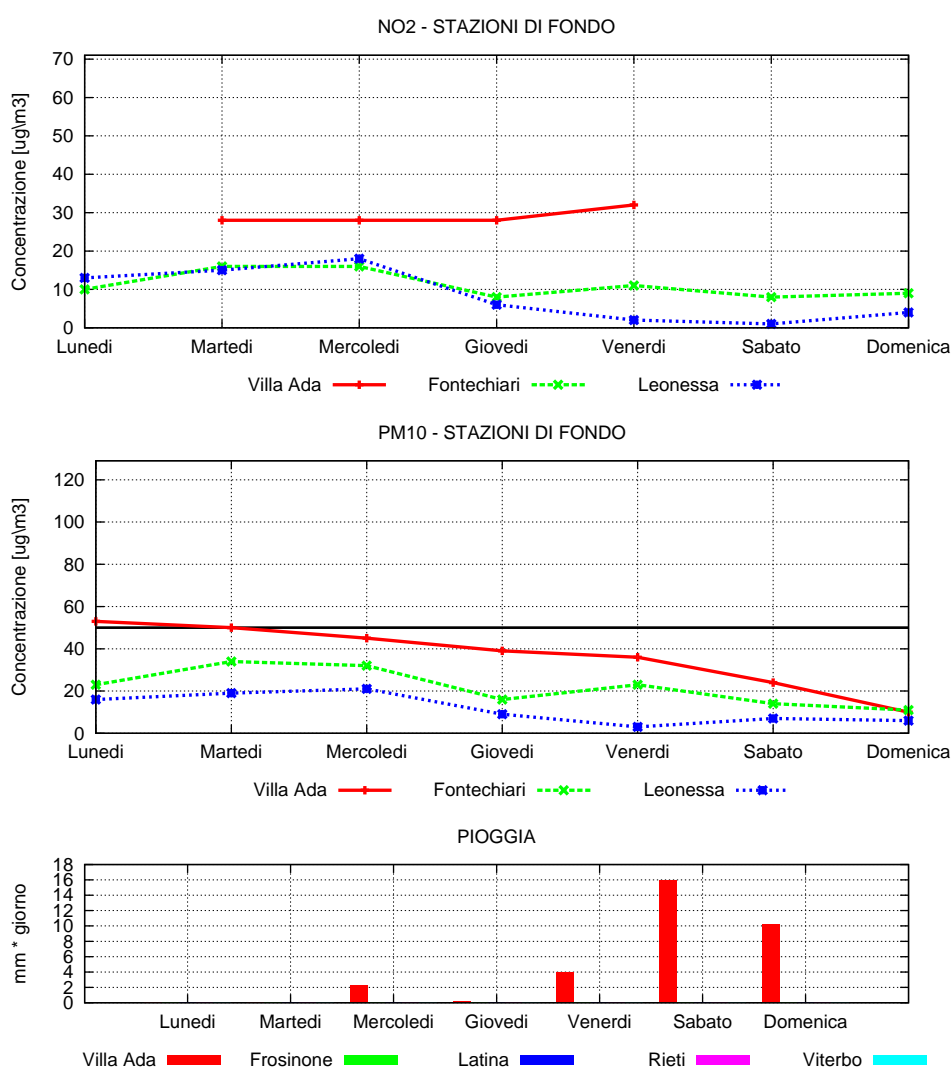 NO2 - STAZIONI DI FONDO
Concentrazione [ug\m3]
70
60
50
40
30
20
10
0
Lunedi Martedi Mercoledi Giovedi Venerdi Sabato Domenica
Villa Ada Fontechiari Leonessa
PM10 - STAZIONI DI FONDO
Concentrazione [ug\m3]
120
100
80
60
40
20
0
Lunedi Martedi Mercoledi Giovedi Venerdi Sabato Domenica
Villa Ada Fontechiari Leonessa
PIOGGIA
mm * giorno
18
16
14
12
10
8
6
4
2
0
Lunedi Martedi Mercoledi Giovedi Venerdi Sabato Domenica
Villa Ada Frosinone Latina Rieti Viterbo